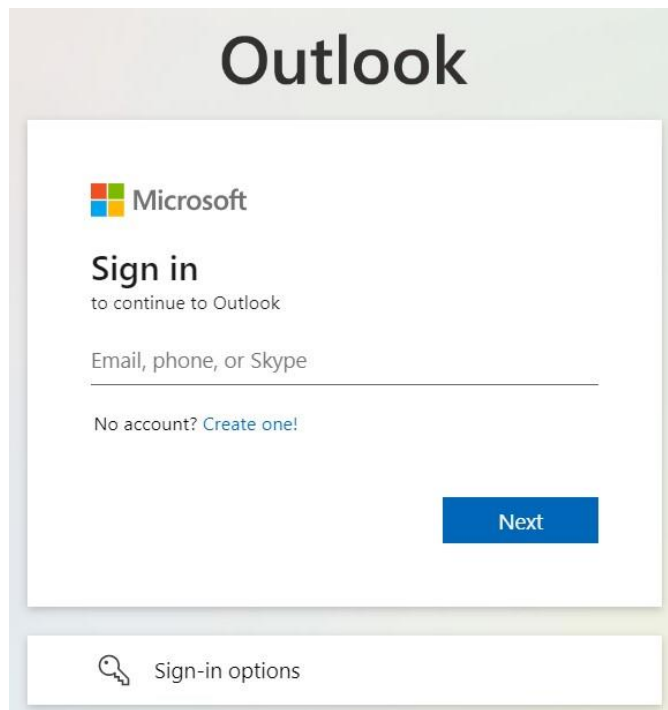 Outlook
Microsoft
Sign in
to continue to Outlook
Email, phone, or Skype
No account? Create one!
Next
Sign-in options